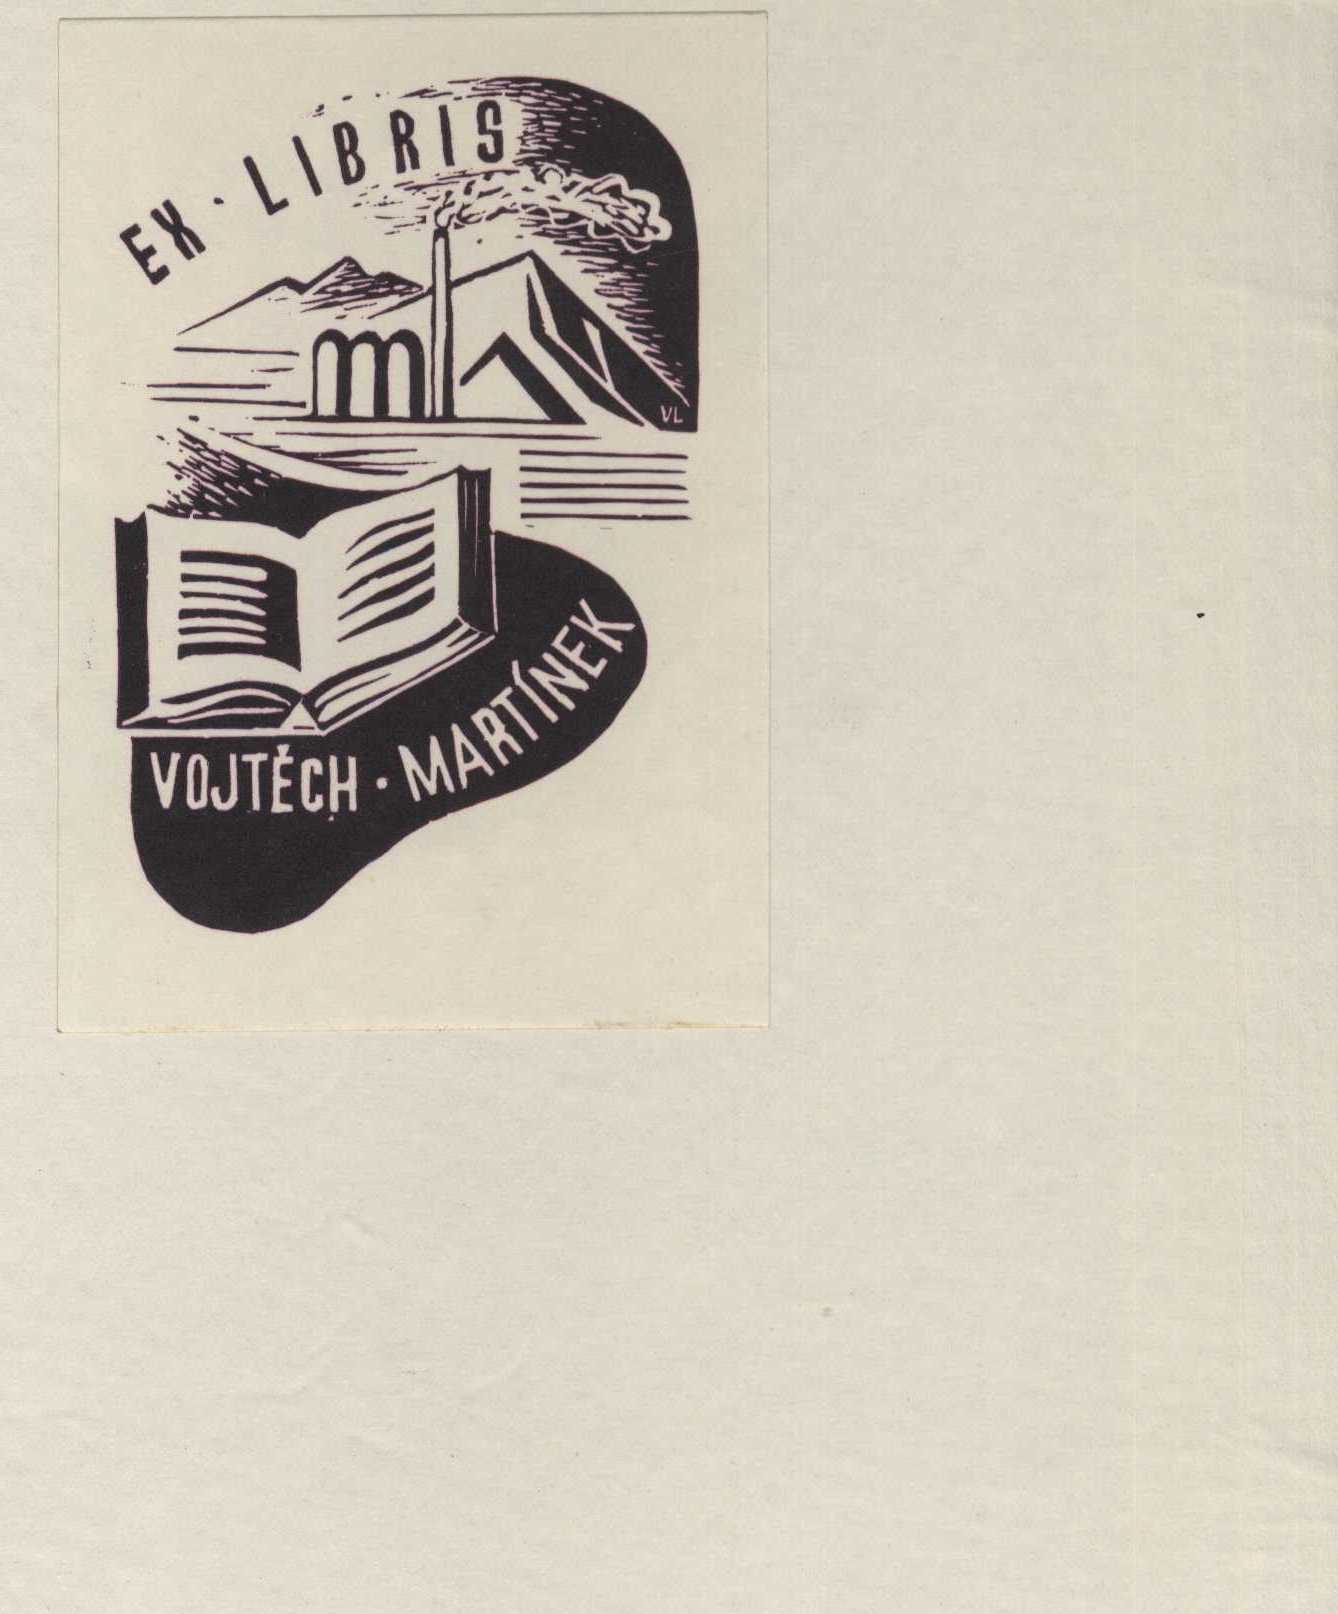 EX · LIBRIS
VL
VOJTĚCH · MARTÍNEK